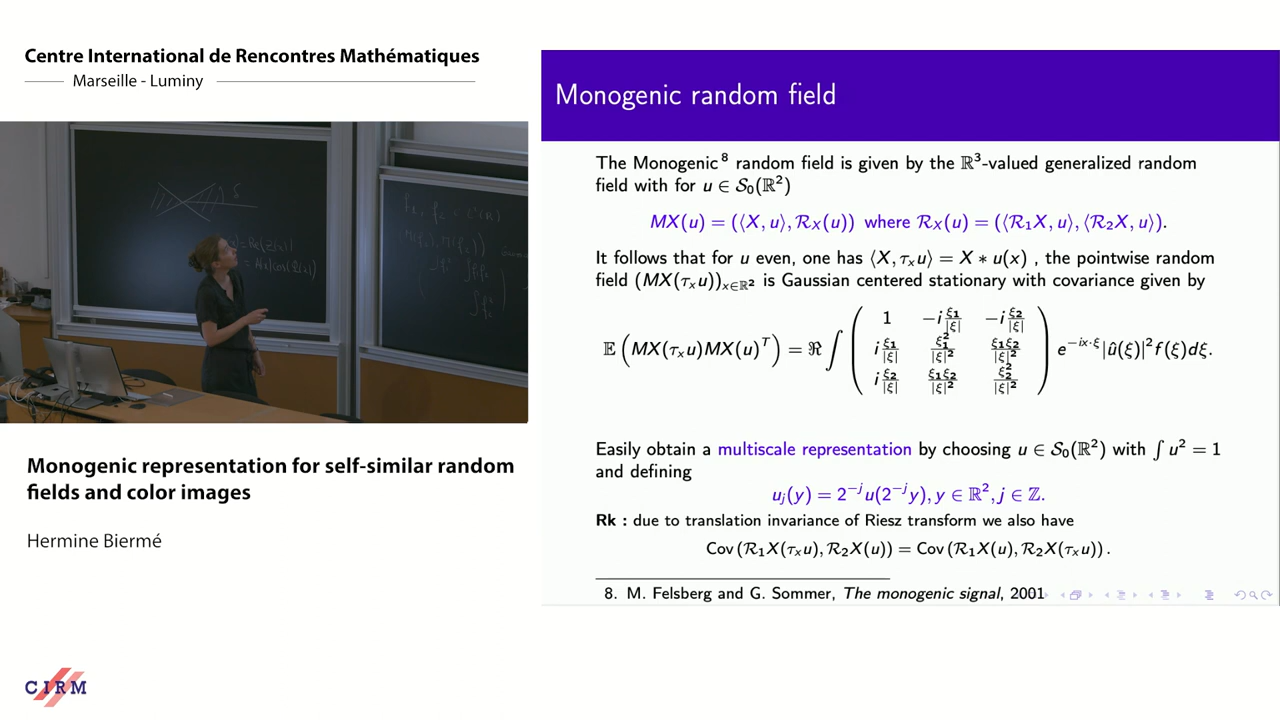 Centre International de Rencontres Mathématiques
Marseille - Luminy
Monogenic representation for self-similar random
fields and color images
Hermine Biermé
CIRM
Monogenic random field
The Monogenic⁸ random field is given by the ℝ³-valued generalized random
field with for u ∈ 𝒮₀(ℝ²)
MX(u) = (⟨X, u⟩, ℛ_X(u)) where ℛ_X(u) = (⟨ℛ₁X, u⟩, ⟨ℛ₂X, u⟩).
It follows that for u even, one has ⟨X, τₓu⟩ = X ∗ u(x) , the pointwise random
field (MX(τₓu))_{x∈ℝ²} is Gaussian centered stationary with covariance given by
𝔼 ( MX(τₓu)MX(u)ᵀ ) = ℜ ∫ ( 1 −i ξ₁/|ξ| −i ξ₂/|ξ| ; i ξ₁/|ξ| ξ₁²/|ξ|² ξ₁ξ₂/|ξ|² ; i ξ₂/|ξ| ξ₁ξ₂/|ξ|² ξ₂²/|ξ|² ) e^{−ix·ξ}|û(ξ)|²f(ξ)dξ.
Easily obtain a multiscale representation by choosing u ∈ 𝒮₀(ℝ²) with ∫ u² = 1
and defining
u_j(y) = 2^{−j}u(2^{−j}y), y ∈ ℝ², j ∈ ℤ.
Rk : due to translation invariance of Riesz transform we also have
Cov (ℛ₁X(τₓu), ℛ₂X(u)) = Cov (ℛ₁X(u), ℛ₂X(τₓu)) .
8. M. Felsberg and G. Sommer, The monogenic signal, 2001